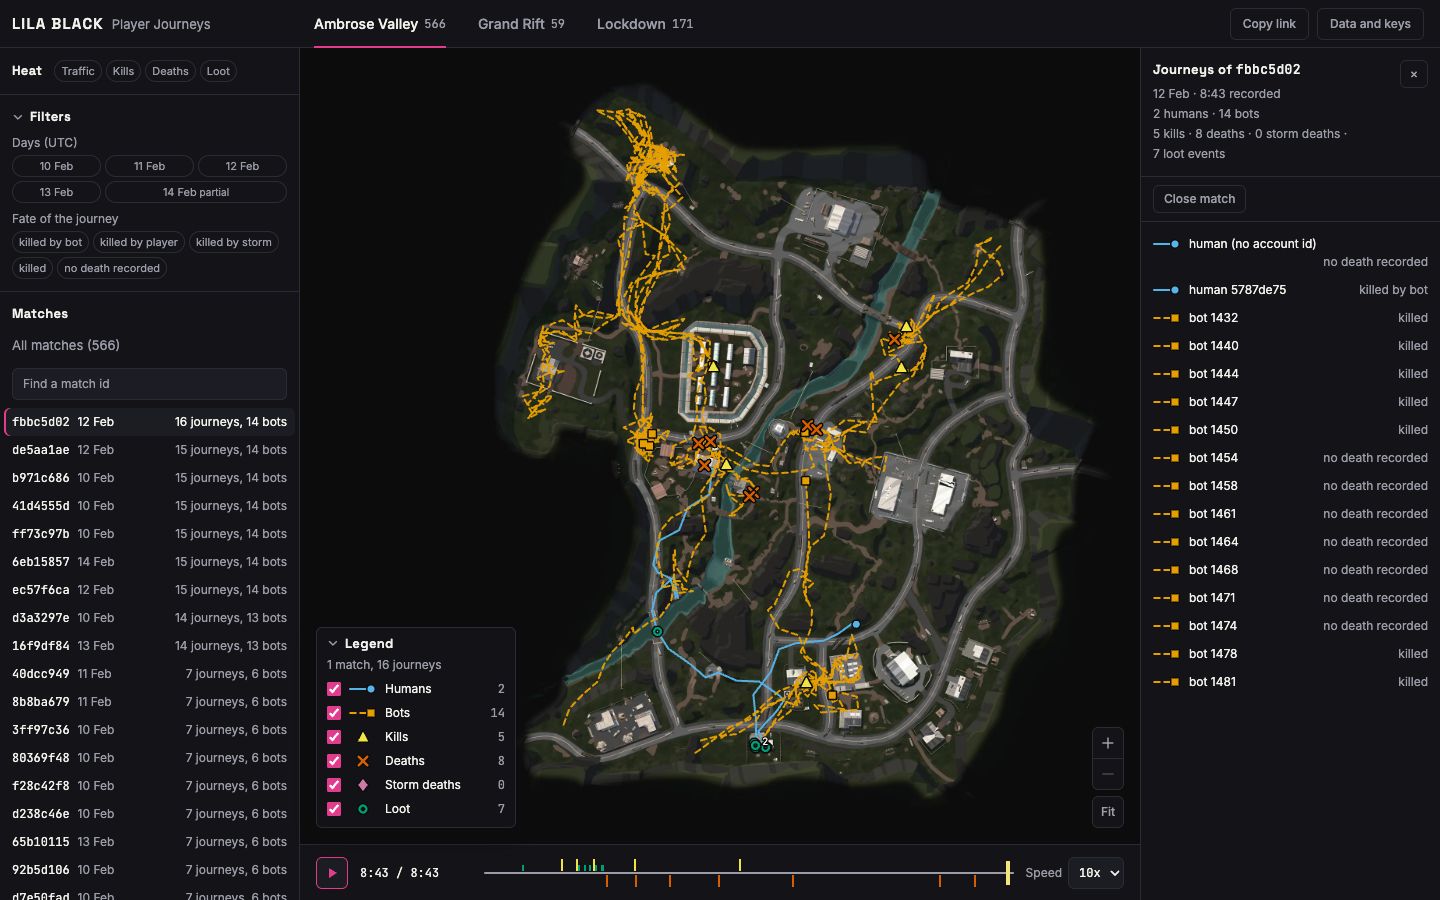 LILA BLACK Player Journeys
Ambrose Valley 566
Grand Rift 59
Lockdown 171
Copy link
Data and keys
Heat
Traffic
Kills
Deaths
Loot
Filters
Days (UTC)
10 Feb
11 Feb
12 Feb
13 Feb
14 Feb partial
Fate of the journey
killed by bot
killed by player
killed by storm
killed
no death recorded
Matches
All matches (566)
Find a match id
fbbc5d02 12 Feb 16 journeys, 14 bots
de5aa1ae 12 Feb 15 journeys, 14 bots
b971c686 10 Feb 15 journeys, 14 bots
41d4555d 10 Feb 15 journeys, 14 bots
ff73c97b 10 Feb 15 journeys, 14 bots
6eb15857 14 Feb 15 journeys, 14 bots
ec57f6ca 12 Feb 15 journeys, 14 bots
d3a3297e 10 Feb 14 journeys, 13 bots
16f9df84 13 Feb 14 journeys, 13 bots
40dcc949 11 Feb 7 journeys, 6 bots
8b8ba679 11 Feb 7 journeys, 6 bots
3ff97c36 10 Feb 7 journeys, 6 bots
80369f48 10 Feb 7 journeys, 6 bots
f28c42f8 10 Feb 7 journeys, 6 bots
d238c46e 10 Feb 7 journeys, 6 bots
65b10115 13 Feb 7 journeys, 6 bots
92b5d106 10 Feb 7 journeys, 6 bots
d7e50fad 10 Feb 7 journeys, 6 bots
2
Legend
1 match, 16 journeys
Humans 2
Bots 14
Kills 5
Deaths 8
Storm deaths 0
Loot 7
+
−
Fit
8:43 / 8:43
Speed 10x
Journeys of fbbc5d02
×
12 Feb · 8:43 recorded
2 humans · 14 bots
5 kills · 8 deaths · 0 storm deaths ·
7 loot events
Close match
human (no account id)
no death recorded
human 5787de75 killed by bot
bot 1432 killed
bot 1440 killed
bot 1444 killed
bot 1447 killed
bot 1450 killed
bot 1454 no death recorded
bot 1458 no death recorded
bot 1461 no death recorded
bot 1464 no death recorded
bot 1468 no death recorded
bot 1471 no death recorded
bot 1474 no death recorded
bot 1478 killed
bot 1481 killed